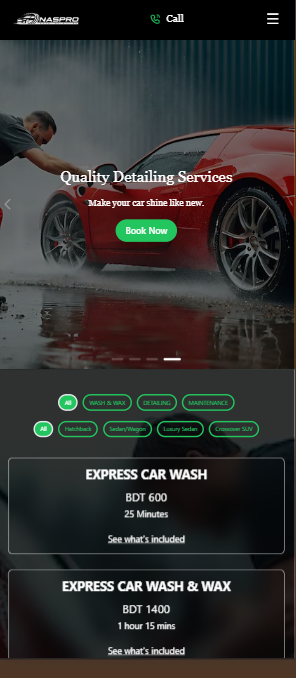 NASPRO
Call
Quality Detailing Services
Make your car shine like new.
Book Now
All WASH & WAX DETAILING MAINTENANCE
All Hatchback Sedan/Wagon Luxury Sedan Crossover SUV
EXPRESS CAR WASH
BDT 600
25 Minutes
See what's included
EXPRESS CAR WASH & WAX
BDT 1400
1 hour 15 mins
See what's included